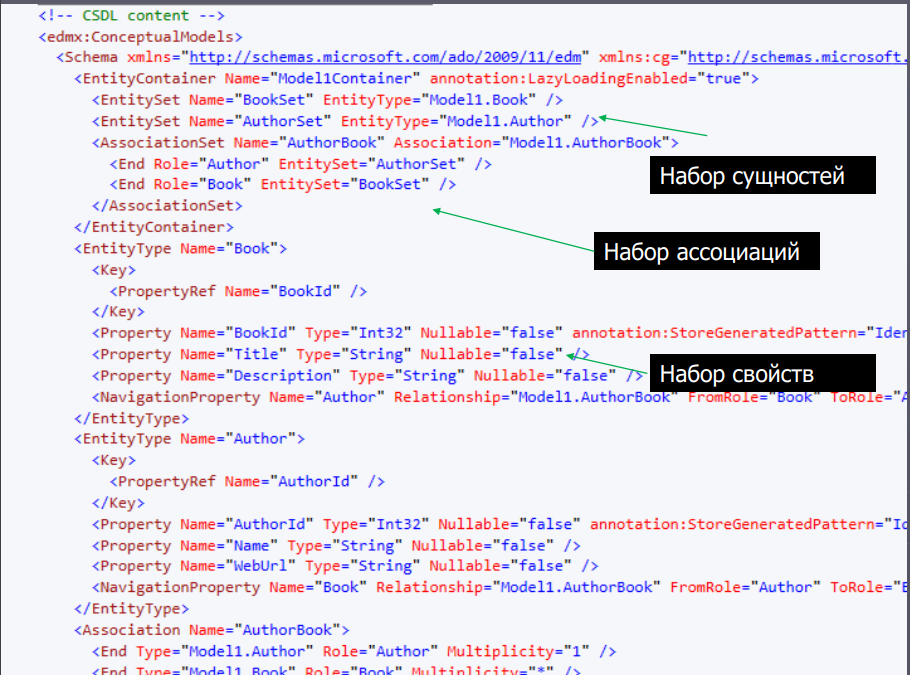 <!-- CSDL content -->
<edmx:ConceptualModels>
<Schema xmlns="http://schemas.microsoft.com/ado/2009/11/edm" xmlns:cg="http://schemas.microsoft.
<EntityContainer Name="Model1Container" annotation:LazyLoadingEnabled="true">
<EntitySet Name="BookSet" EntityType="Model1.Book" />
<EntitySet Name="AuthorSet" EntityType="Model1.Author" />
<AssociationSet Name="AuthorBook" Association="Model1.AuthorBook">
<End Role="Author" EntitySet="AuthorSet" />
Набор сущностей
<End Role="Book" EntitySet="BookSet" />
</AssociationSet>
</EntityContainer>
<EntityType Name="Book">
Набор ассоциаций
<Key>
<PropertyRef Name="BookId" />
</Key>
<Property Name="BookId" Type="Int32" Nullable="false" annotation:StoreGeneratedPattern="Iden
<Property Name="Title" Type="String" Nullable="false" />
<Property Name="Description" Type="String" Nullable="false" />
Набор свойств
<NavigationProperty Name="Author" Relationship="Model1.AuthorBook" FromRole="Book" ToRole="A
</EntityType>
<EntityType Name="Author">
<Key>
<PropertyRef Name="AuthorId" />
</Key>
<Property Name="AuthorId" Type="Int32" Nullable="false" annotation:StoreGeneratedPattern="Id
<Property Name="Name" Type="String" Nullable="false" />
<Property Name="WebUrl" Type="String" Nullable="false" />
<NavigationProperty Name="Book" Relationship="Model1.AuthorBook" FromRole="Author" ToRole="B
</EntityType>
<Association Name="AuthorBook">
<End Type="Model1.Author" Role="Author" Multiplicity="1" />
<End Type="Model1.Book" Role="Book" Multiplicity="*" />